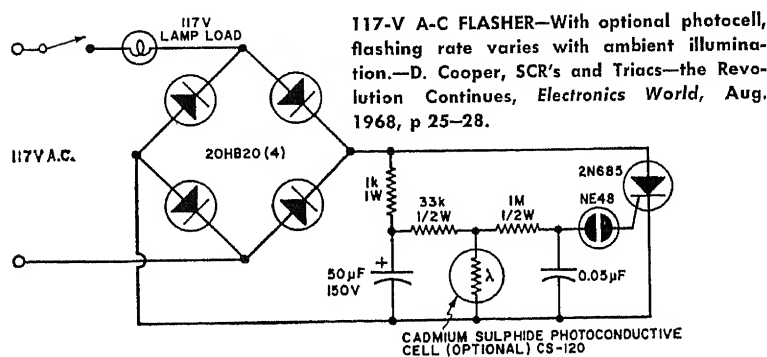 117V
LAMP LOAD
117-V A-C FLASHER—With optional photocell,
flashing rate varies with ambient illumina-
tion.—D. Cooper, SCR's and Triacs—the Revo-
lution Continues, Electronics World, Aug.
1968, p 25–28.
117V A.C.
20HB20 (4)
1k
1W
33k
1/2W
1M
1/2W
NE48
2N685
+
50µF
150V
λ
0.05µF
CADMIUM SULPHIDE PHOTOCONDUCTIVE
CELL (OPTIONAL) CS-120